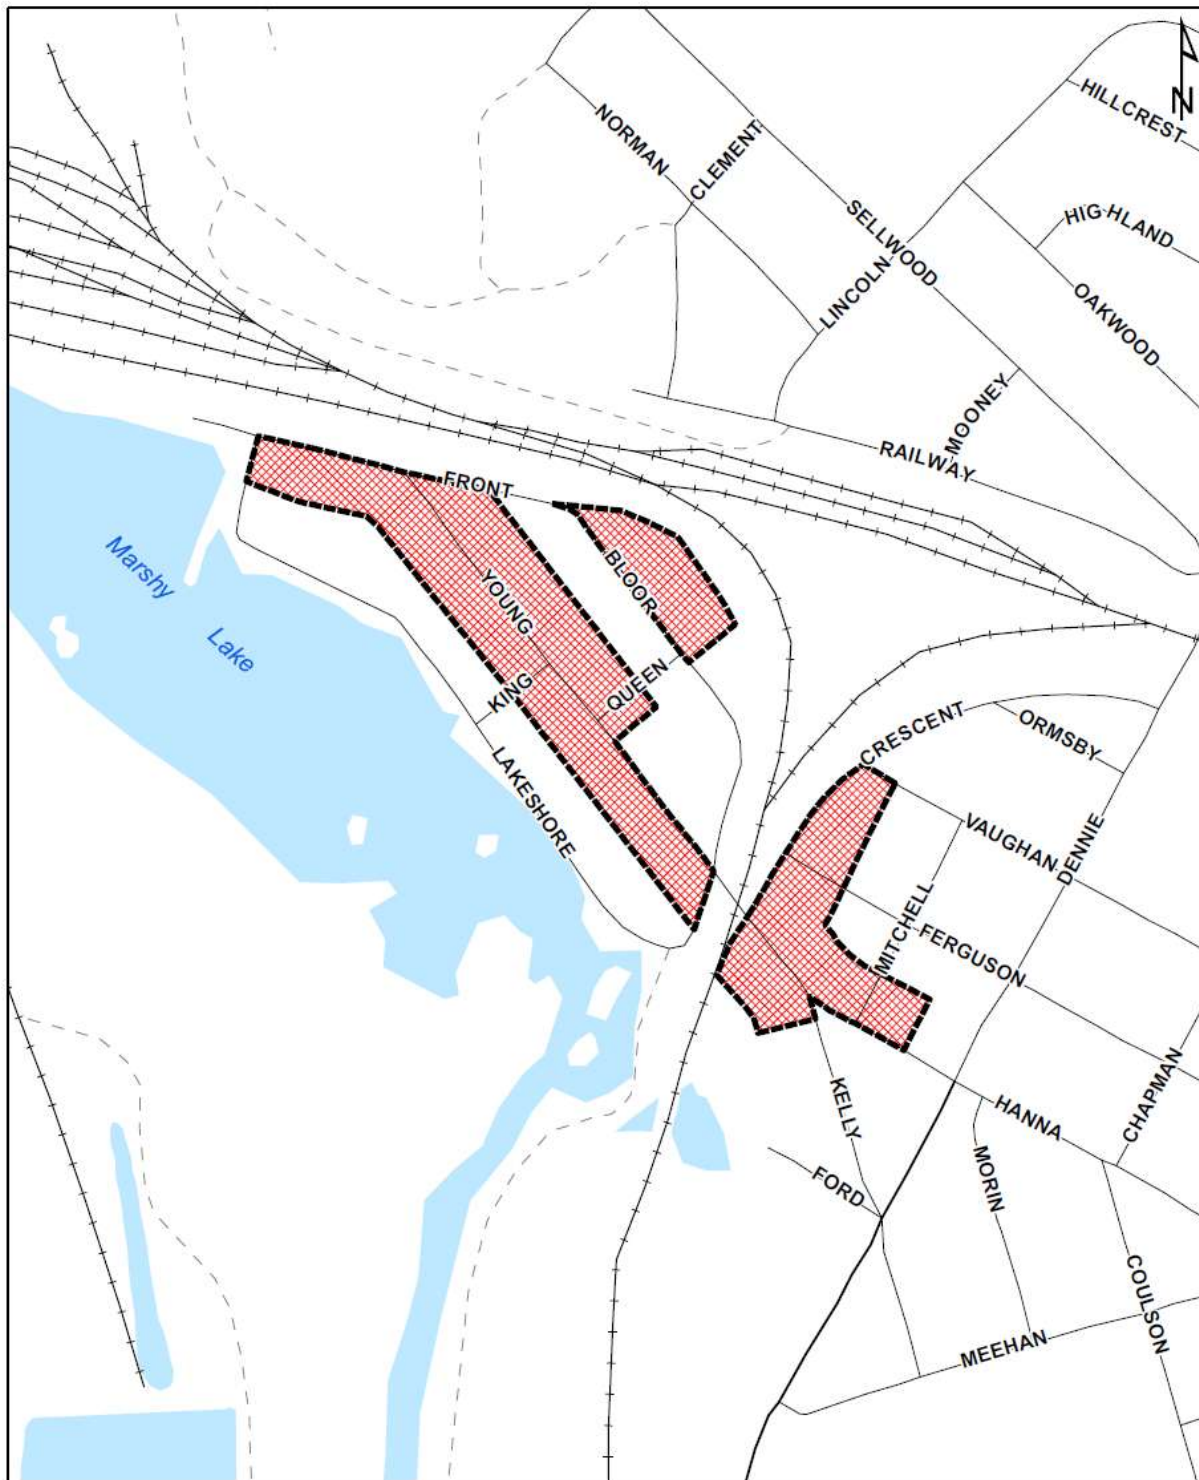 N
HILLCREST
NORMAN
CLEMENT
HIGHLAND
SELLWOOD
LINCOLN
OAKWOOD
MOONEY
RAILWAY
FRONT
Marshy
Lake
BLOOR
YOUNG
QUEEN
KING
LAKESHORE
CRESCENT
ORMSBY
VAUGHAN
DENNIE
MITCHELL
FERGUSON
KELLY
HANNA
CHAPMAN
MORIN
FORD
COULSON
MEEHAN